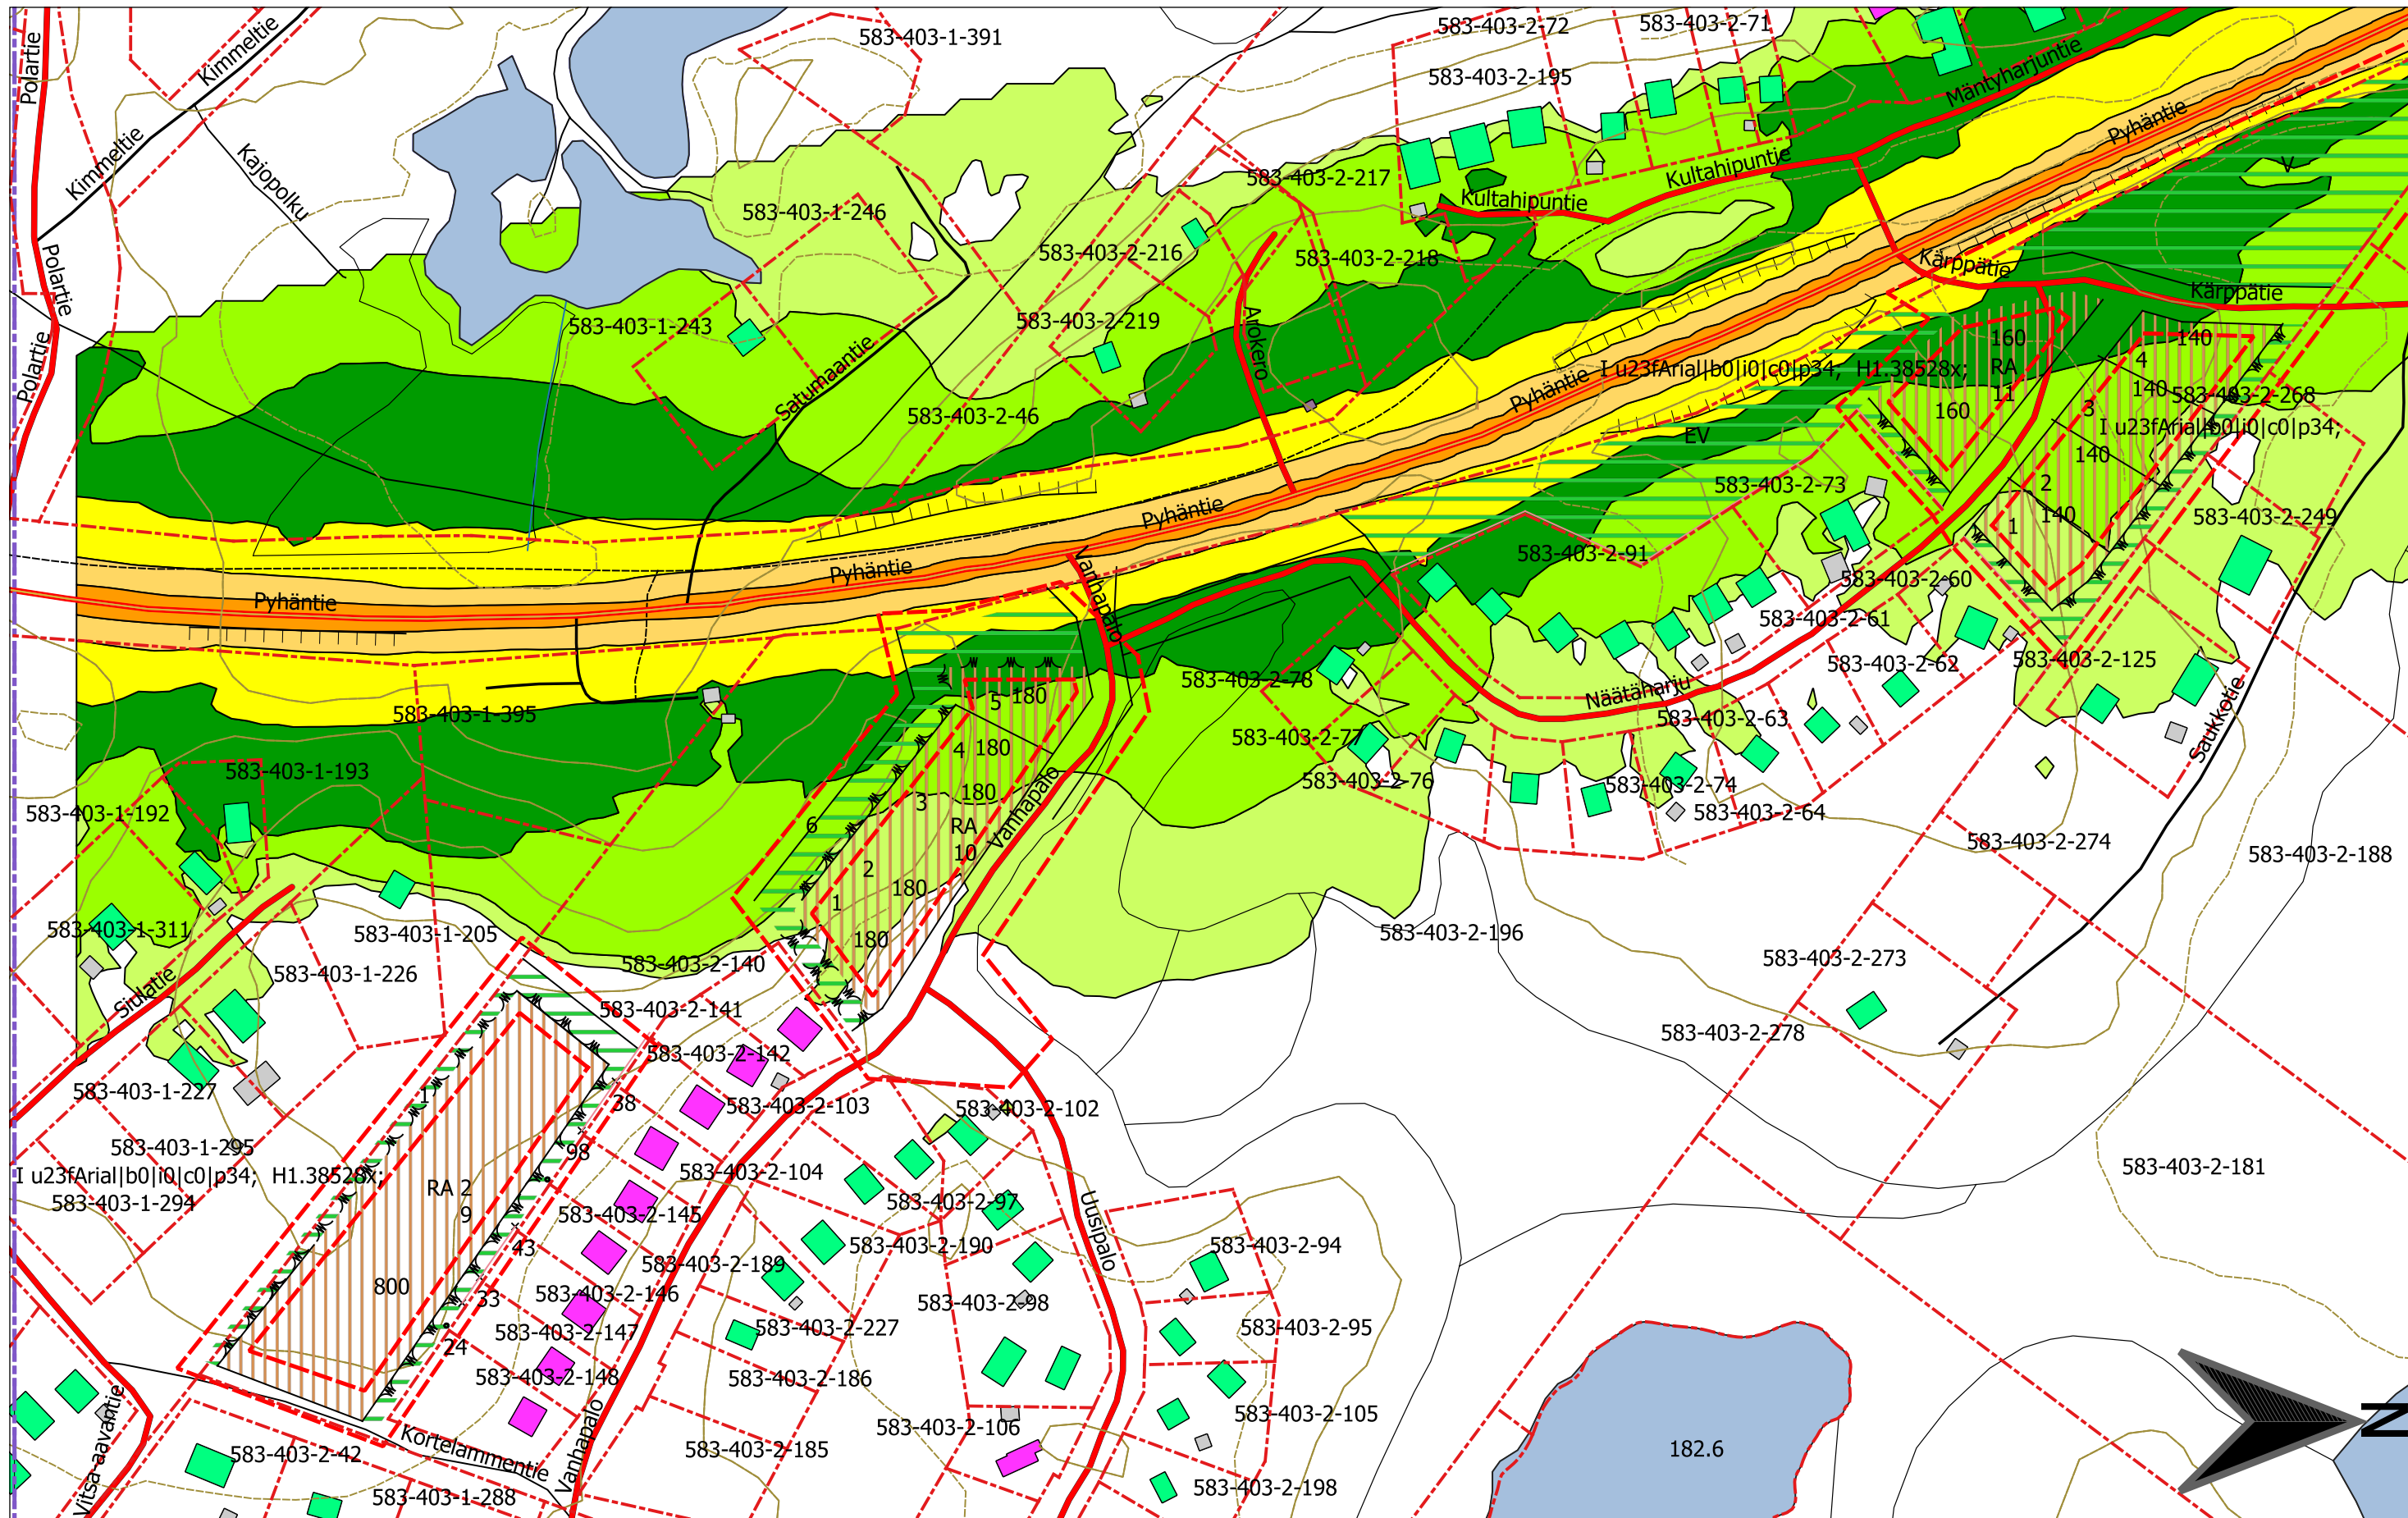 583-403-2-72
583-403-2-71
583-403-1-391
Polartie
Kimmeltie
583-403-2-195
Mäntyharjuntie
Pyhäntie
Kimmeltie
Kajopolku
583-403-2-217
Kultahipuntie
Kultahipuntie
V
583-403-1-246
583-403-2-216
583-403-2-218
Kärppätie
Kärppätie
Polartie
583-403-1-243
583-403-2-219
Arokero
160
140
Polartie
Satumaantie
Pyhäntie
I u23fArial|b0|i0|c0|p34; H1.38528x;
RA
11
4
140
583-403-2-268
583-403-2-46
160
3
I u23fArial|b0|i0|c0|p34;
EV
140
583-403-2-73
2
Pyhäntie
140
1
583-403-2-249
583-403-2-91
Pyhäntie
Vanhapalo
583-403-2-60
Pyhäntie
583-403-2-61
583-403-2-62
583-403-2-125
583-403-2-78
5
180
Näätäharju
583-403-1-395
583-403-2-63
Saukkotie
583-403-2-77
4
180
583-403-1-193
583-403-2-76
583-403-2-74
180
3
Vanhapalo
583-403-1-192
583-403-2-64
6
RA
10
583-403-2-274
583-403-2-188
2
180
1
583-403-1-311
583-403-1-205
180
583-403-2-196
583-403-2-140
583-403-2-273
583-403-1-226
Siulatie
583-403-2-141
583-403-2-278
583-403-2-142
583-403-1-227
17
38
583-403-2-103
583-403-2-102
583-403-1-295
98
I u23fArial|b0|i0|c0|p34; H1.38528x;
583-403-2-104
583-403-2-181
583-403-1-294
RA 2
9
583-403-2-97
583-403-2-145
Uusipalo
43
583-403-2-190
583-403-2-94
583-403-2-189
800
33
583-403-2-146
583-403-2-98
583-403-2-147
583-403-2-227
583-403-2-95
24
583-403-2-148
583-403-2-186
583-403-2-106
583-403-2-105
N
Vitsa-aavantie
Kortelammentie
Vanhapalo
583-403-2-42
583-403-2-185
182.6
583-403-1-288
583-403-2-198